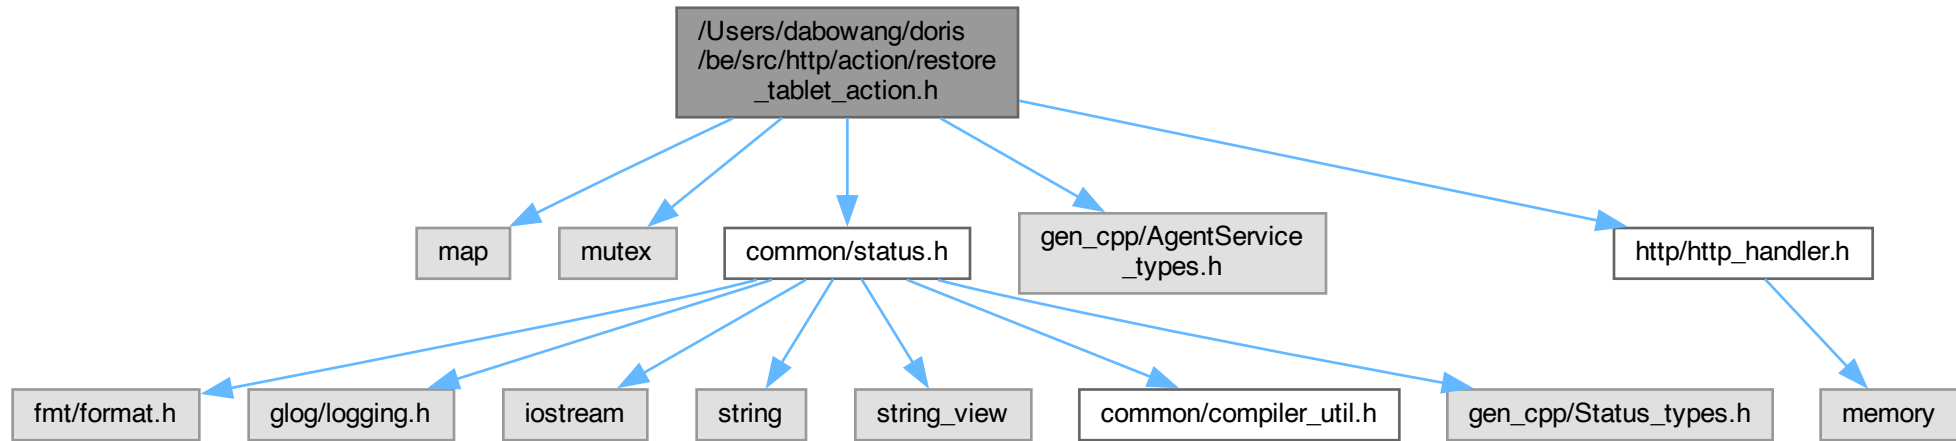 /Users/dabowang/doris
/be/src/http/action/restore
_tablet_action.h
map
mutex
common/status.h
gen_cpp/AgentService
_types.h
http/http_handler.h
fmt/format.h
glog/logging.h
iostream
string
string_view
common/compiler_util.h
gen_cpp/Status_types.h
memory